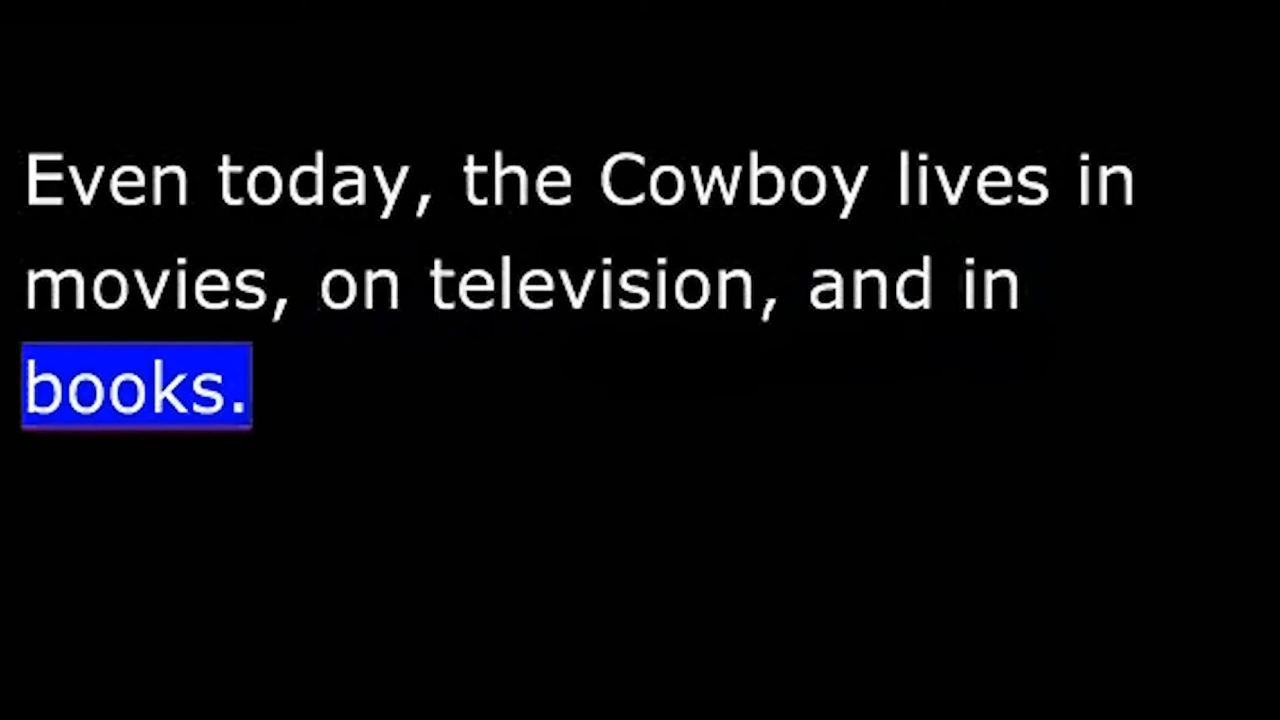 Even today, the Cowboy lives in
movies, on television, and in
books.